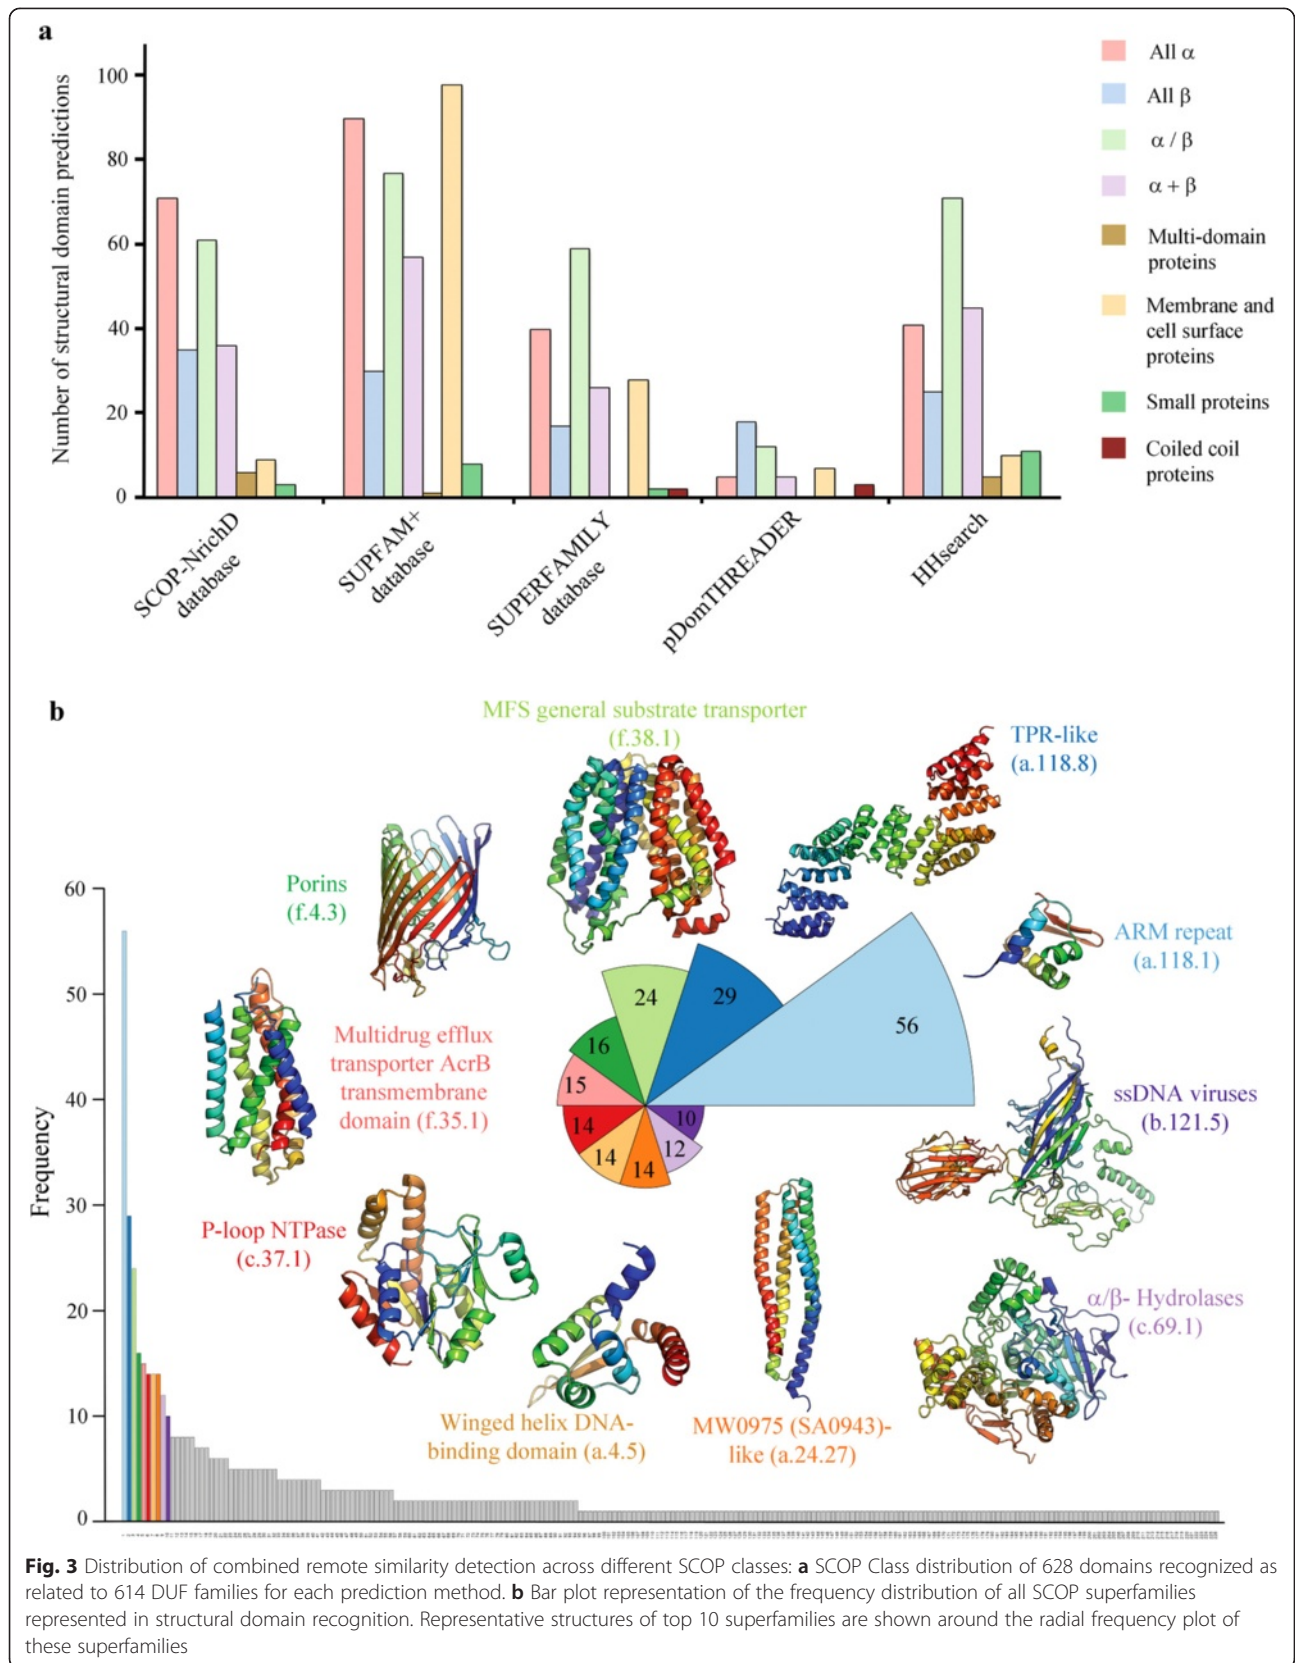 a
Number of structural domain predictions
100
80
60
40
20
0
SCOP-NrichD
database
SUPFAM+
database
SUPERFAMILY
database
pDomTHREADER
HHsearch
All α
All β
α / β
α + β
Multi-domain
proteins
Membrane and
cell surface
proteins
Small proteins
Coiled coil
proteins
b
MFS general substrate transporter
(f.38.1)
TPR-like
(a.118.8)
Porins
(f.4.3)
ARM repeat
(a.118.1)
Multidrug efflux
transporter AcrB
transmembrane
domain (f.35.1)
ssDNA viruses
(b.121.5)
P-loop NTPase
(c.37.1)
α/β- Hydrolases
(c.69.1)
Winged helix DNA-
binding domain (a.4.5)
MW0975 (SA0943)-
like (a.24.27)
56
29
24
16
15
14
14
14
12
10
Frequency
60
50
40
30
20
10
0
Fig. 3 Distribution of combined remote similarity detection across different SCOP classes: a SCOP Class distribution of 628 domains recognized as
related to 614 DUF families for each prediction method. b Bar plot representation of the frequency distribution of all SCOP superfamilies
represented in structural domain recognition. Representative structures of top 10 superfamilies are shown around the radial frequency plot of
these superfamilies